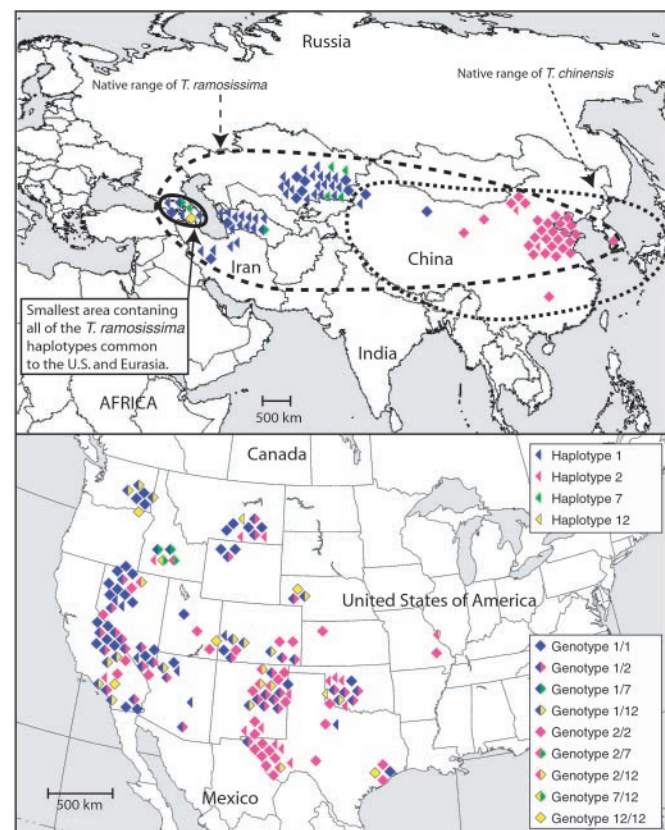 Russia
Native range of T. ramosissima
Native range of T. chinensis
Iran
China
Smallest area contaning
all of the T. ramosissima
haplotypes common
to the U.S. and Eurasia.
India
AFRICA
500 km
Canada
Haplotype 1
Haplotype 2
Haplotype 7
Haplotype 12
United States of America
Genotype 1/1
Genotype 1/2
Genotype 1/7
Genotype 1/12
Genotype 2/2
Genotype 2/7
Genotype 2/12
Genotype 7/12
Genotype 12/12
500 km
Mexico